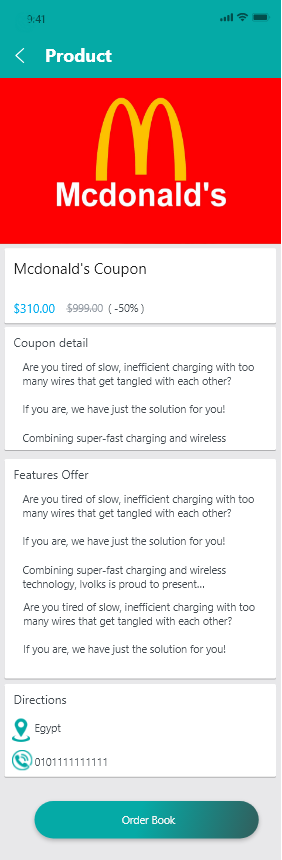 9:41
Product
Mcdonald's
Mcdonald's Coupon
$310.00 $999.00 ( -50% )
Coupon detail
Are you tired of slow, inefficient charging with too
many wires that get tangled with each other?
If you are, we have just the solution for you!
Combining super-fast charging and wireless
Features Offer
Are you tired of slow, inefficient charging with too
many wires that get tangled with each other?
If you are, we have just the solution for you!
Combining super-fast charging and wireless
technology, lvolks is proud to present...
Are you tired of slow, inefficient charging with too
many wires that get tangled with each other?
If you are, we have just the solution for you!
Directions
Egypt
0101111111111
Order Book